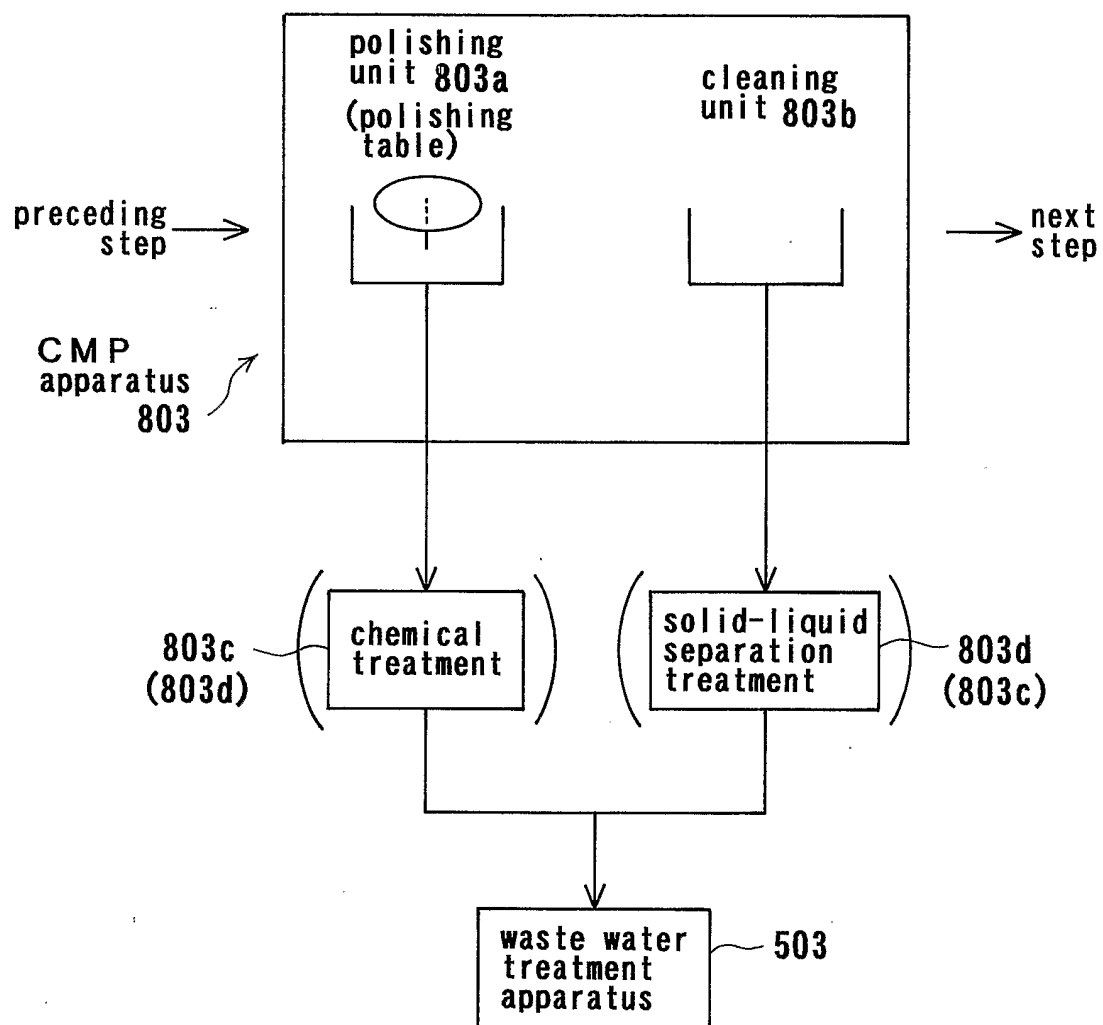 polishing
unit 803a
(polishing
table)
cleaning
unit 803b
preceding
step
next
step
CMP
apparatus
803
chemical
treatment
803c
(803d)
solid-liquid
separation
treatment
803d
(803c)
waste water
treatment
apparatus
503